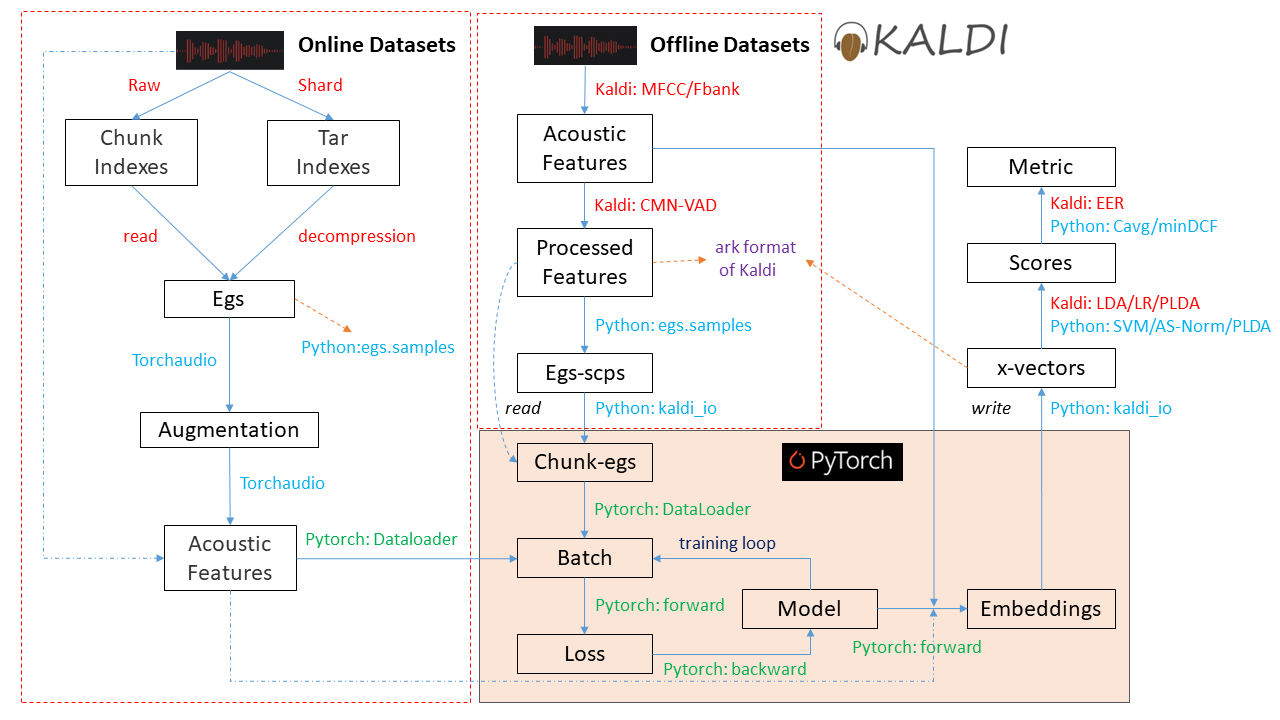 Online Datasets
Raw
Shard
Chunk
Indexes
Tar
Indexes
read
decompression
Egs
Python:egs.samples
Torchaudio
Augmentation
Torchaudio
Acoustic
Features
Pytorch: Dataloader
Offline Datasets
Kaldi: MFCC/Fbank
Acoustic
Features
Kaldi: CMN-VAD
Processed
Features
ark format
of Kaldi
Python: egs.samples
Egs-scps
read
Python: kaldi_io
KALDI
Metric
Kaldi: EER
Python: Cavg/minDCF
Scores
Kaldi: LDA/LR/PLDA
Python: SVM/AS-Norm/PLDA
x-vectors
write
Python: kaldi_io
Chunk-egs
PyTorch
Pytorch: DataLoader
Batch
training loop
Pytorch: forward
Model
Embeddings
Loss
Pytorch: backward
Pytorch: forward